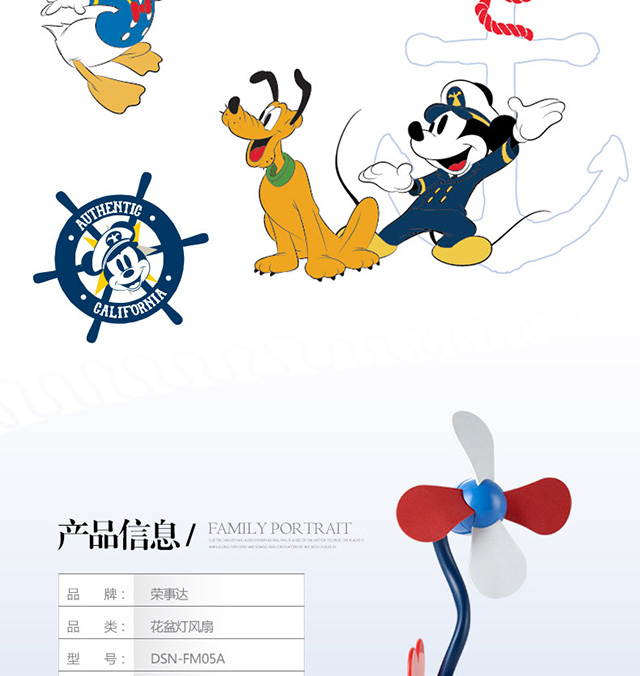 AUTHENTIC
CALIFORNIA
产品信息/ FAMILY PORTRAIT
品 牌： 荣事达
品 类： 花盆灯风扇
型 号： DSN-FM05A